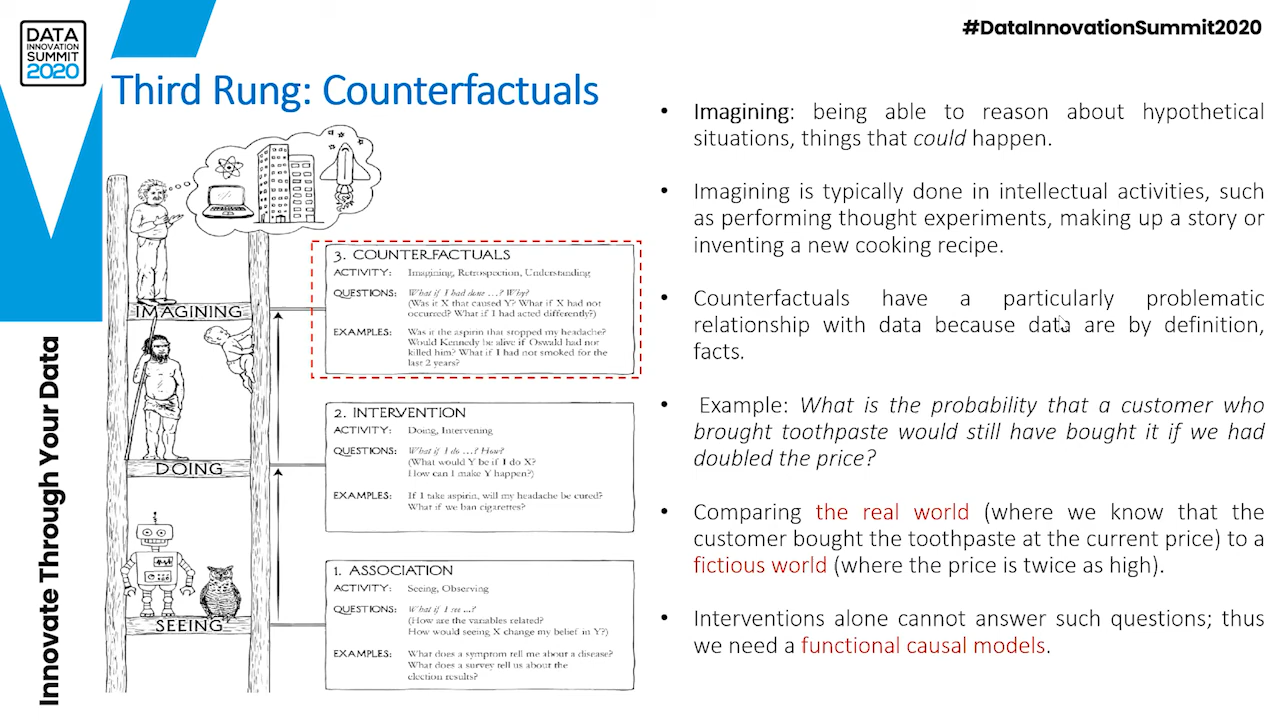 DATA
INNOVATION
SUMMIT
2020
#DataInnovationSummit2020
Third Rung: Counterfactuals
Innovate Through Your Data
IMAGINING
DOING
SEEING
3. COUNTERFACTUALS
ACTIVITY: Imagining, Retrospection, Understanding
QUESTIONS: What if I had done ...? Why?
(Was it X that caused Y? What if X had not
occurred? What if I had acted differently?)
EXAMPLES: Was it the aspirin that stopped my headache?
Would Kennedy be alive if Oswald had not
killed him? What if I had not smoked for the
last 2 years?
2. INTERVENTION
ACTIVITY: Doing, Intervening
QUESTIONS: What if I do ...? How?
(What would Y be if I do X?
How can I make Y happen?)
EXAMPLES: If I take aspirin, will my headache be cured?
What if we ban cigarettes?
1. ASSOCIATION
ACTIVITY: Seeing, Observing
QUESTIONS: What if I see ...?
(How are the variables related?
How would seeing X change my belief in Y?)
EXAMPLES: What does a symptom tell me about a disease?
What does a survey tell us about the
election results?
• Imagining: being able to reason about hypothetical
situations, things that could happen.
• Imagining is typically done in intellectual activities, such
as performing thought experiments, making up a story or
inventing a new cooking recipe.
• Counterfactuals have a particularly problematic
relationship with data because data are by definition,
facts.
• Example: What is the probability that a customer who
brought toothpaste would still have bought it if we had
doubled the price?
• Comparing the real world (where we know that the
customer bought the toothpaste at the current price) to a
fictious world (where the price is twice as high).
• Interventions alone cannot answer such questions; thus
we need a functional causal models.